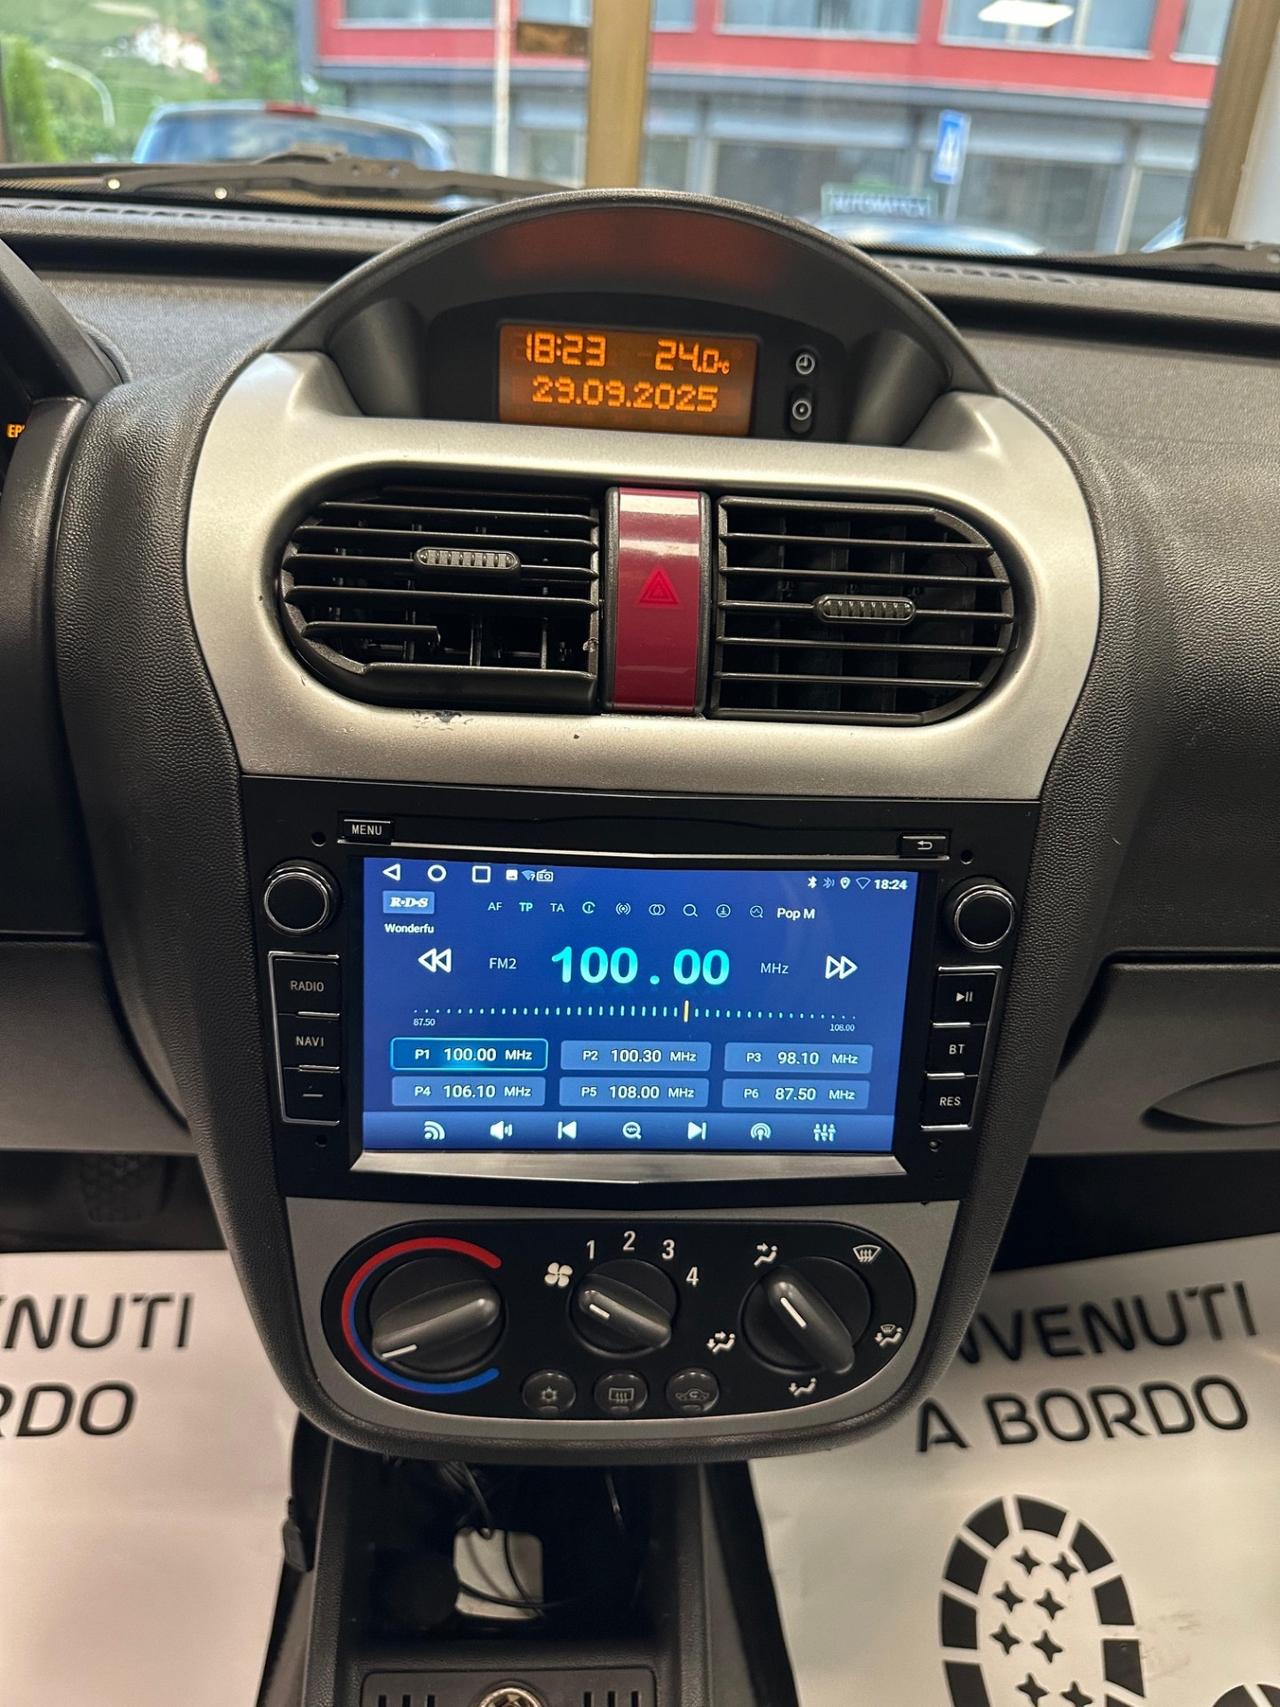 18:23 24.0°C
29.09.2025
MENU
18:24
R·D·S AF TP TA Pop M
Wonderfu
FM2 100.00 MHz
87.50 108.00
P1 100.00 MHz P2 100.30 MHz P3 98.10 MHz
P4 106.10 MHz P5 108.00 MHz P6 87.50 MHz
RADIO
NAVI
BT
RES
1 2 3 4
VENUTI
ORDO
NVENUTI
A BORDO